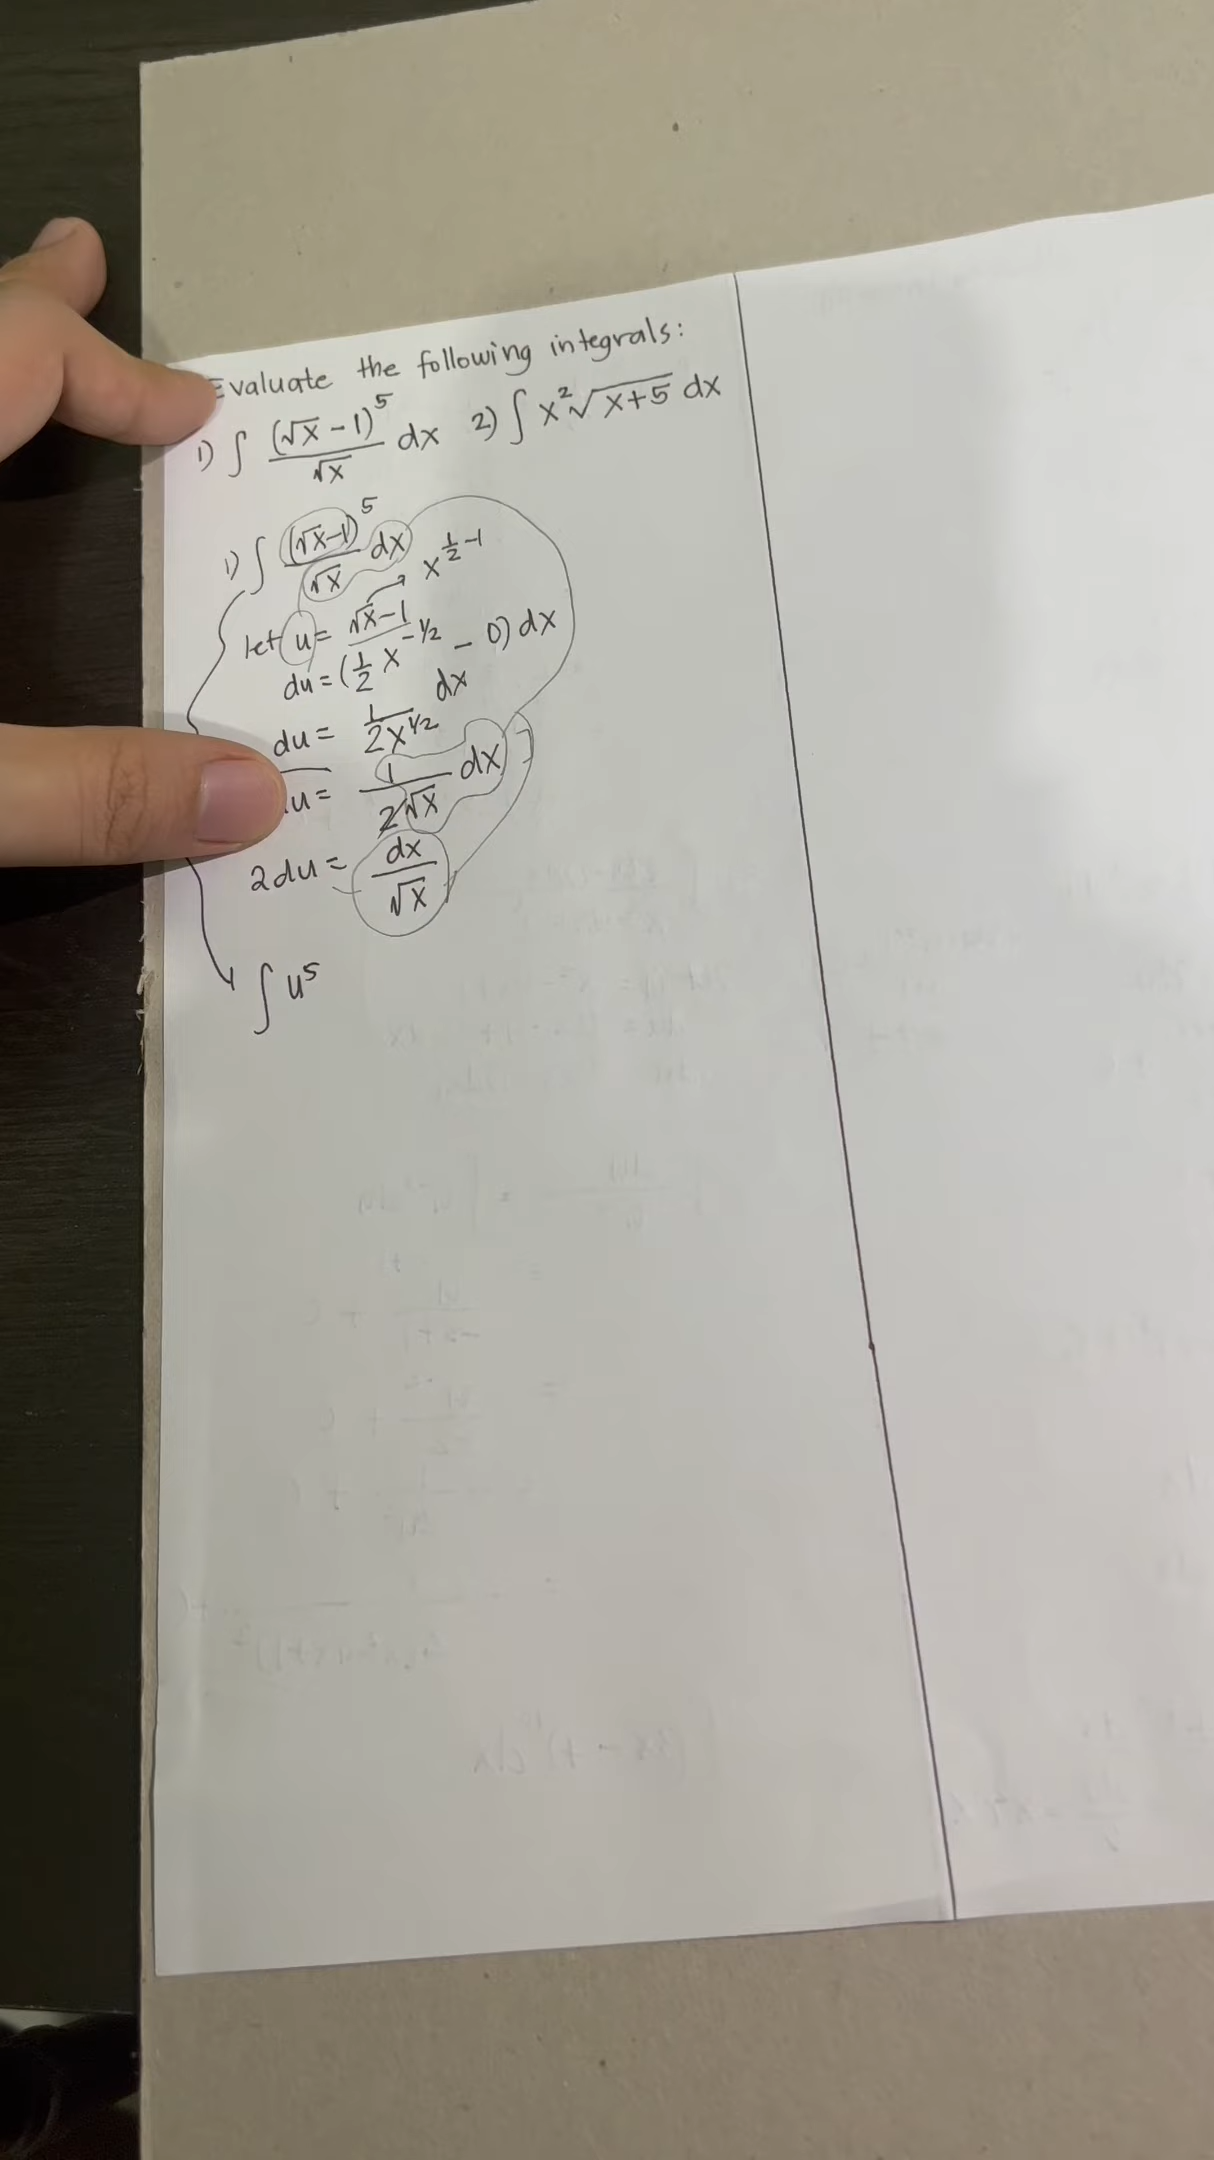 Evaluate the following integrals:
1) ∫ (√x - 1)^5 / √x dx 2) ∫ x^2 √(x+5) dx
1) ∫ (√x-1)^5 / √x dx
x^(1/2 - 1)
let u = √x - 1
du = (1/2 x^(-1/2) - 0) dx
du = 1 / 2x^(1/2) dx
u = 1 / 2√x dx
2du = dx / √x
∫ u^5